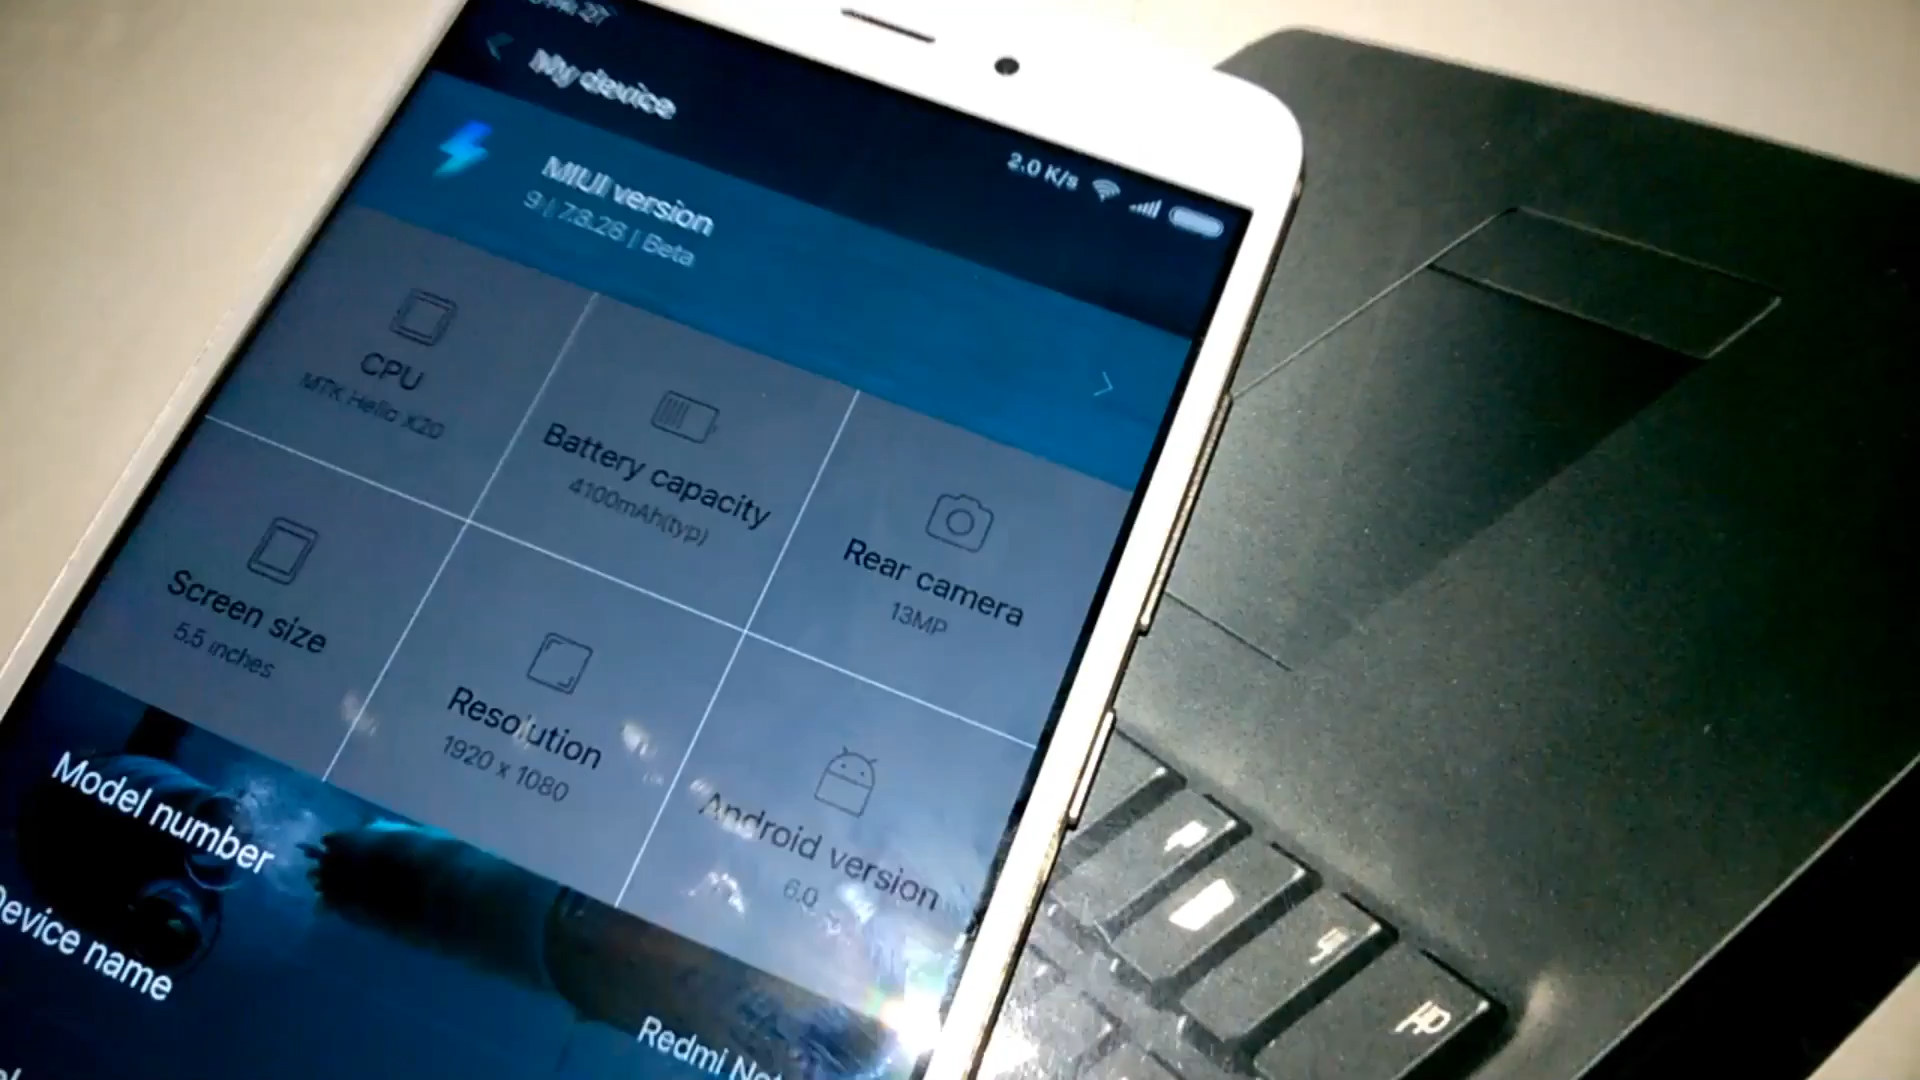 My device
2.0 K/s
MIUI version
9 | 7.8.26 | Beta
CPU
MTK Helio X20
Battery capacity
4100mAh(typ)
Rear camera
13MP
Screen size
5.5 inches
Resolution
1920 x 1080
Android version
6.0
Model number
Device name
Redmi Not